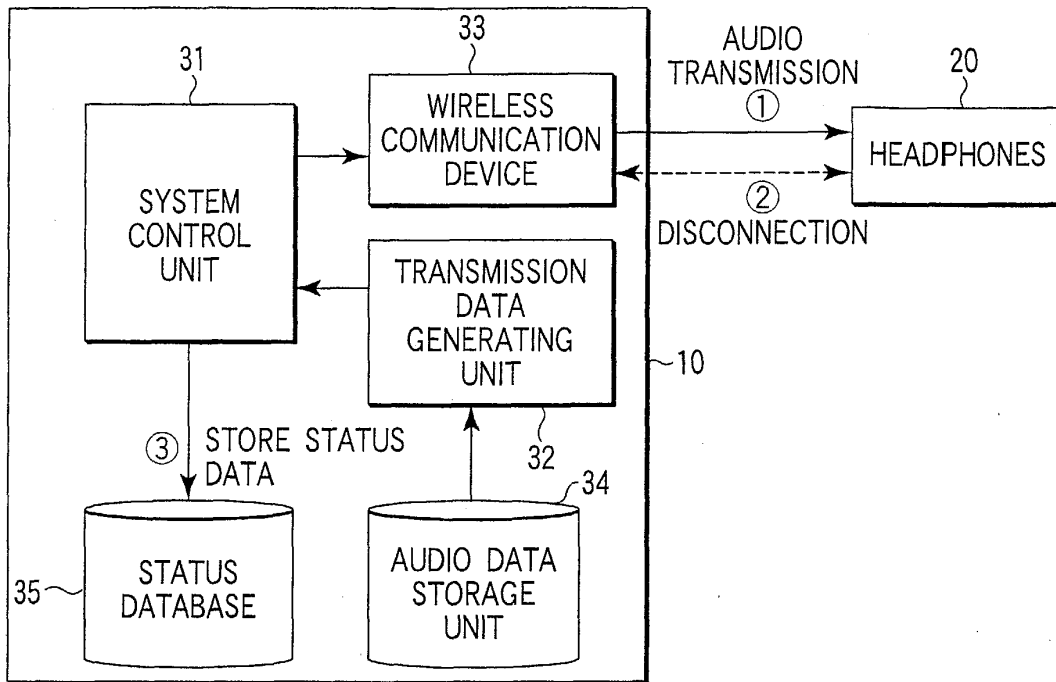 31
SYSTEM
CONTROL
UNIT
33
WIRELESS
COMMUNICATION
DEVICE
AUDIO
TRANSMISSION
①
20
HEADPHONES
②
DISCONNECTION
TRANSMISSION
DATA
GENERATING
UNIT
32
10
③
STORE STATUS
DATA
35
STATUS
DATABASE
34
AUDIO DATA
STORAGE
UNIT